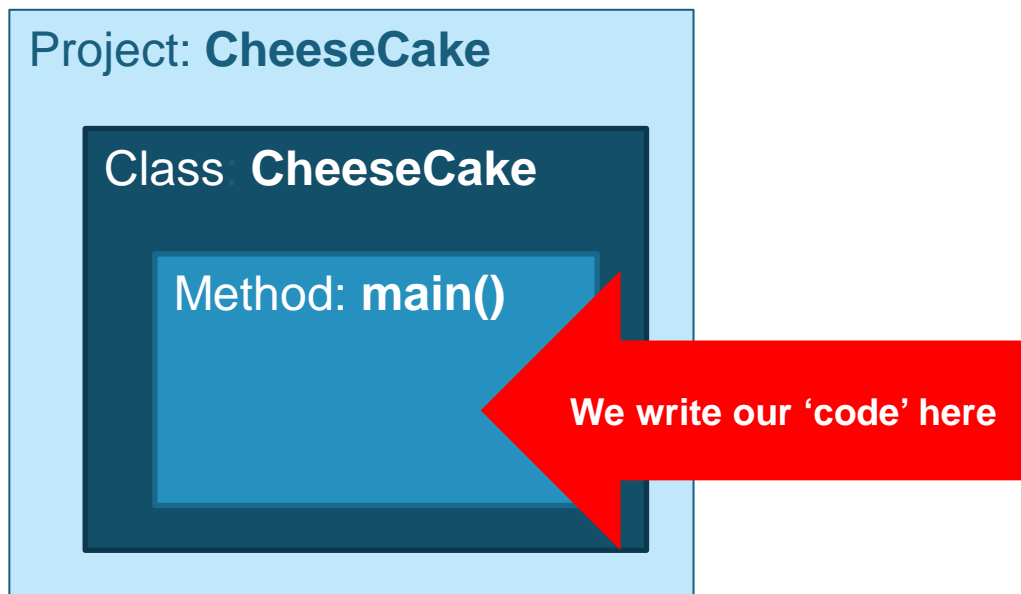 Project: CheeseCake
Class: CheeseCake
Method: main()
We write our ‘code’ here